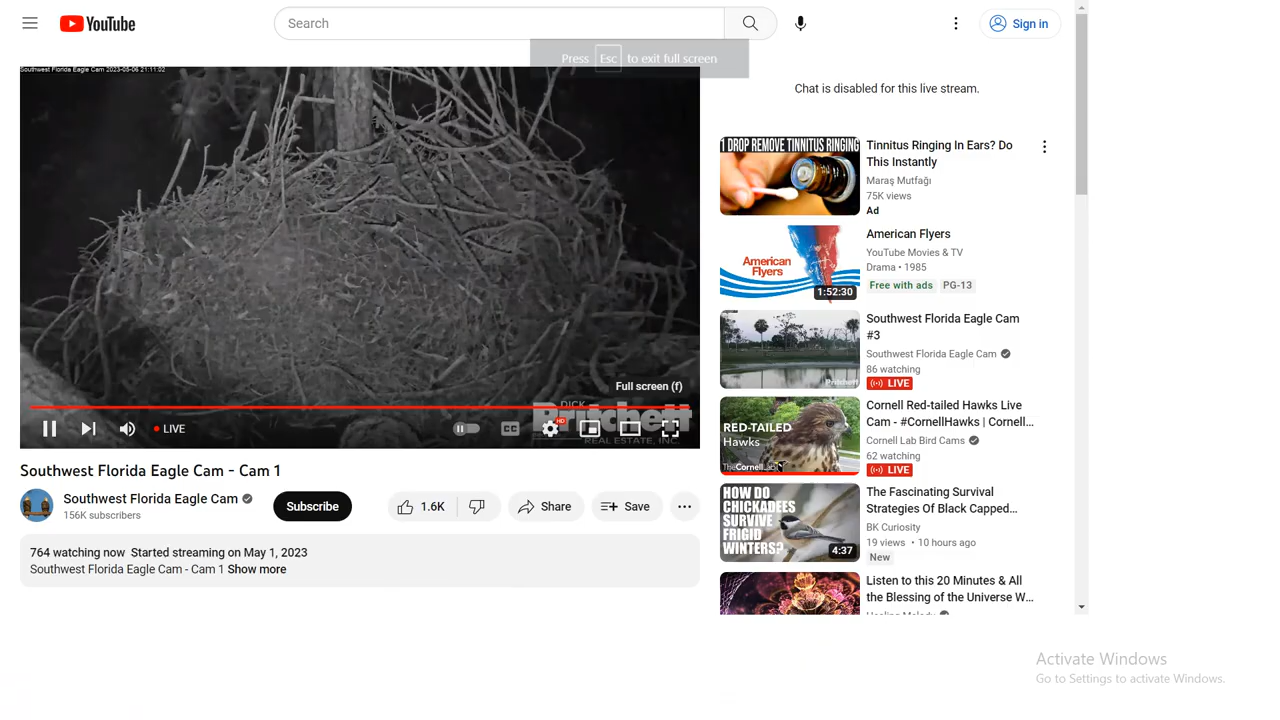 YouTube
Search
Sign in
Press Esc to exit full screen
Southwest Florida Eagle Cam 2023-05-06 21:11:02
Chat is disabled for this live stream.
Full screen (f)
DICK
Pritchett
REAL ESTATE, INC.
LIVE
CC
HD
Southwest Florida Eagle Cam - Cam 1
Southwest Florida Eagle Cam
156K subscribers
Subscribe
1.6K
Share
Save
764 watching now Started streaming on May 1, 2023
Southwest Florida Eagle Cam - Cam 1 Show more
1 DROP REMOVE TINNITUS RINGING
Tinnitus Ringing In Ears? Do
This Instantly
Maraş Mutfağı
75K views
Ad
American
Flyers
1:52:30
American Flyers
YouTube Movies & TV
Drama • 1985
Free with ads PG-13
Pritchett
Southwest Florida Eagle Cam
#3
Southwest Florida Eagle Cam
86 watching
LIVE
RED-TAILED
Hawks
TheCornellLab
Cornell Red-tailed Hawks Live
Cam - #CornellHawks | Cornell...
Cornell Lab Bird Cams
62 watching
LIVE
HOW DO
CHICKADEES
SURVIVE
FRIGID
WINTERS?
4:37
The Fascinating Survival
Strategies Of Black Capped...
BK Curiosity
19 views • 10 hours ago
New
Listen to this 20 Minutes & All
the Blessing of the Universe W...
Healing Melody
Activate Windows
Go to Settings to activate Windows.